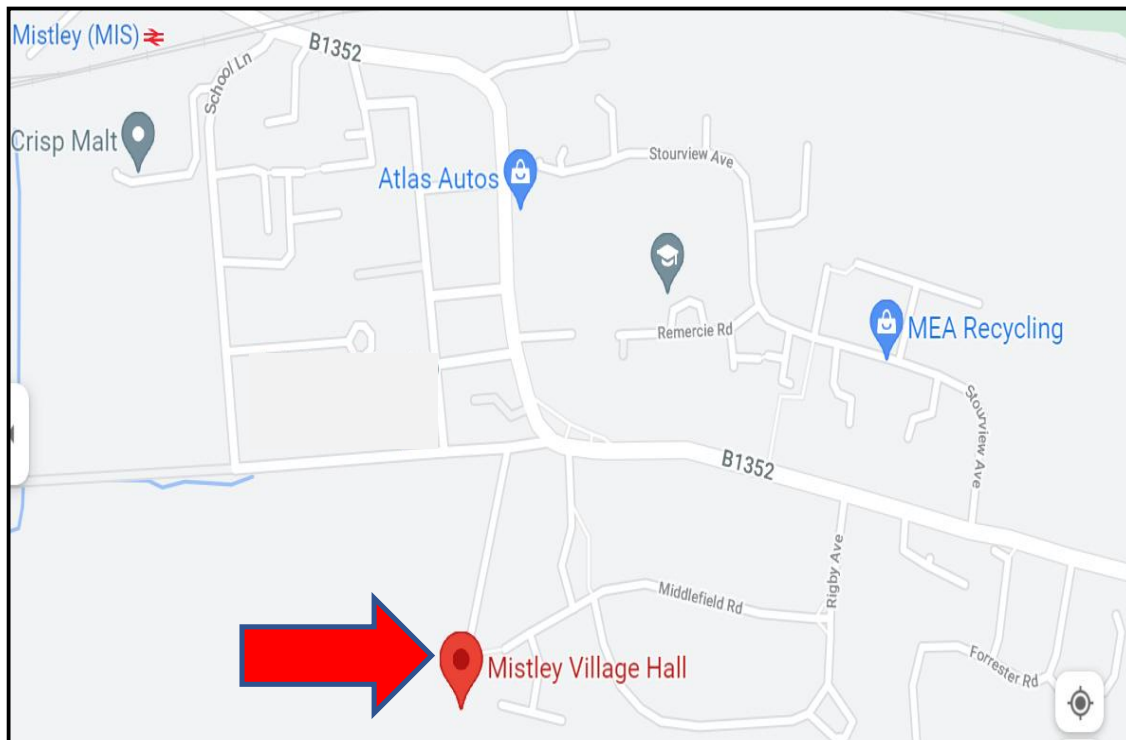 Mistley (MIS)
B1352
School Ln
Crisp Malt
Stourview Ave
Atlas Autos
Remercie Rd
MEA Recycling
Stourview Ave
B1352
Rigby Ave
Middlefield Rd
Mistley Village Hall
Forrester Rd